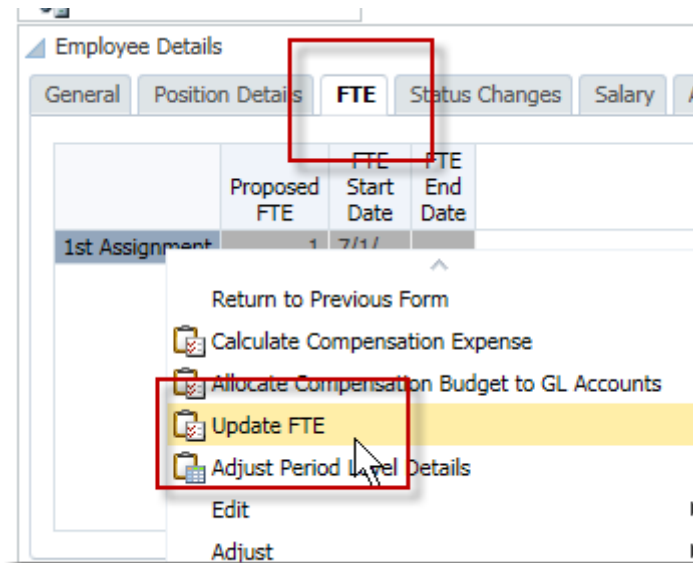 Employee Details
General Position Details FTE Status Changes Salary A
Proposed FTE FTE Start Date FTE End Date
1st Assignment 1 7/1/
Return to Previous Form
Calculate Compensation Expense
Allocate Compensation Budget to GL Accounts
Update FTE
Adjust Period Level Details
Edit
Adjust